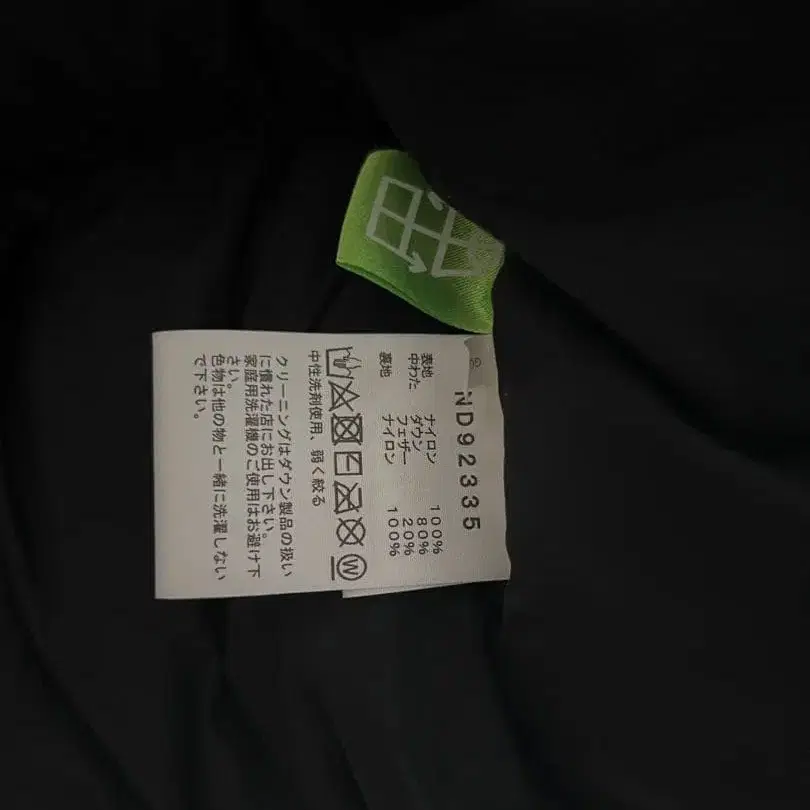 ND92335
表地 ナイロン 100%
中わた ダウン 80%
フェザー 20%
裏地 ナイロン 100%
W
中性洗剤使用、弱く絞る
クリーニングはダウン製品の扱い
に慣れた店にお出し下さい。
家庭用洗濯機のご使用はお避け下
さい。
色物は他の物と一緒に洗濯しない
で下さい。